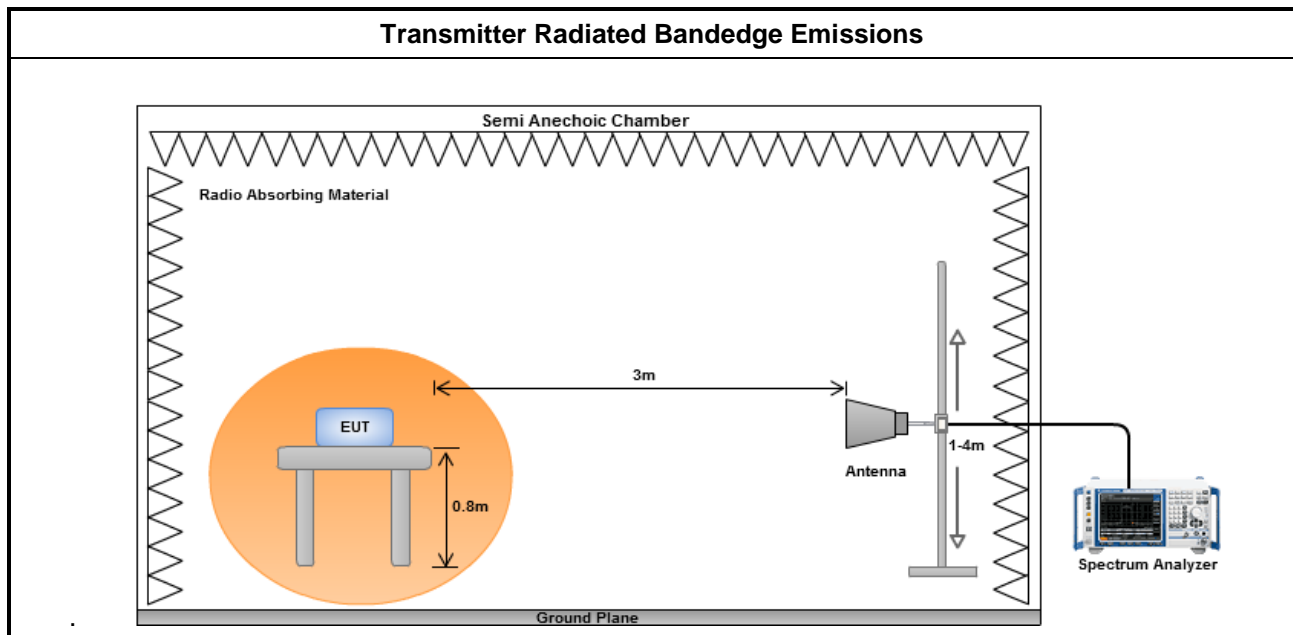 Transmitter Radiated Bandedge Emissions
Semi Anechoic Chamber
Radio Absorbing Material
3m
EUT
1-4m
Antenna
0.8m
Spectrum Analyzer
Ground Plane
.